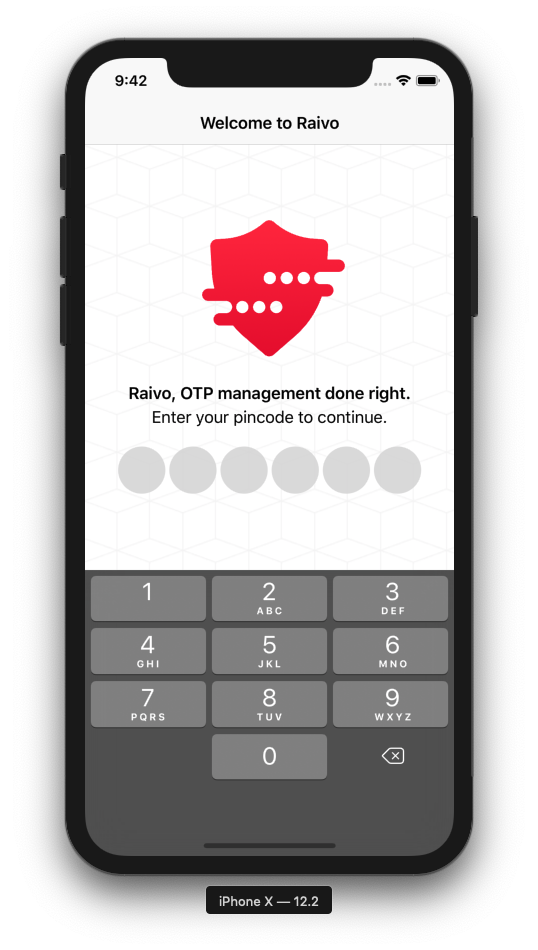 9:42
Welcome to Raivo
Raivo, OTP management done right.
Enter your pincode to continue.
1
2
ABC
3
DEF
4
GHI
5
JKL
6
MNO
7
PQRS
8
TUV
9
WXYZ
0
iPhone X — 12.2